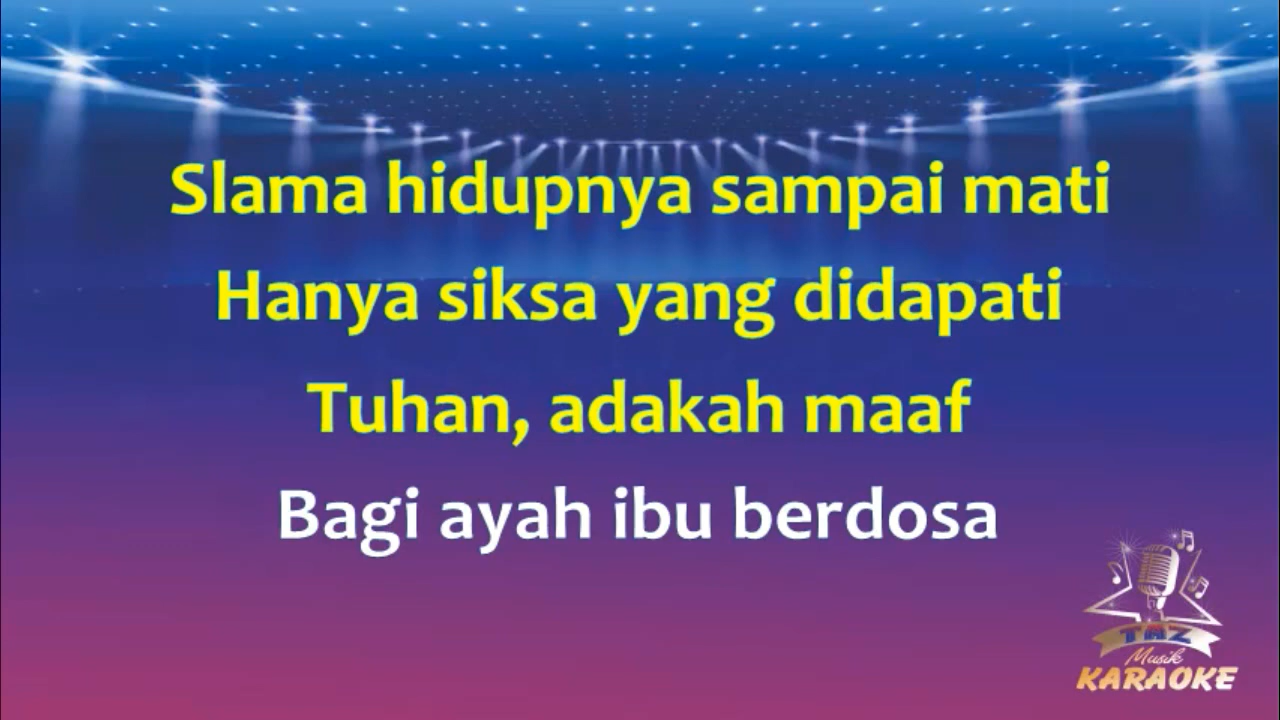 Slama hidupnya sampai mati
Hanya siksa yang didapati
Tuhan, adakah maaf
Bagi ayah ibu berdosa
TAZ
Musik
KARAOKE